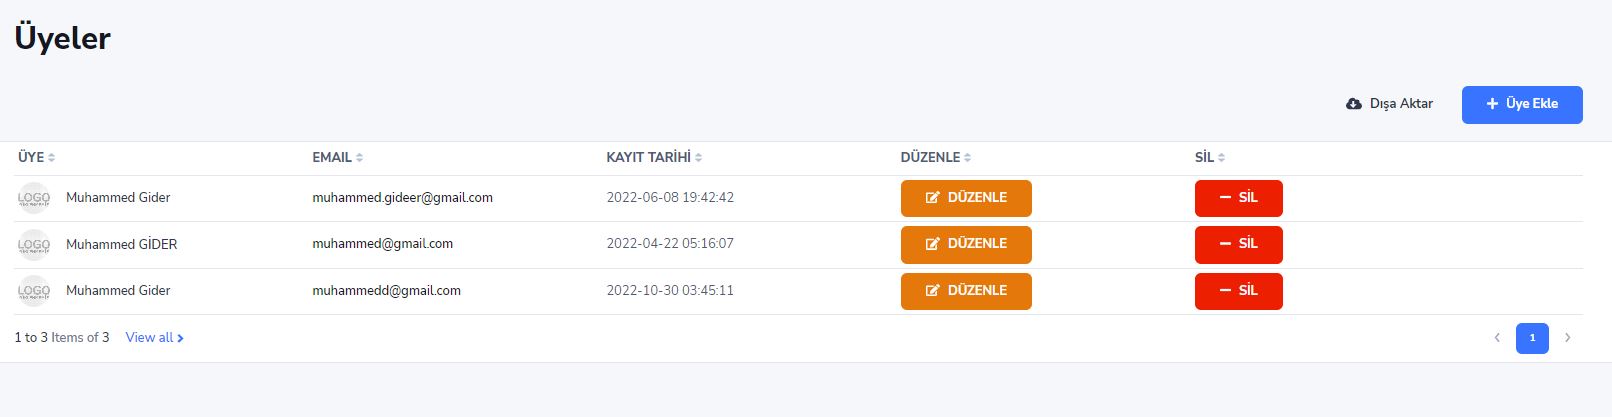 Üyeler
Dışa Aktar + Üye Ekle
ÜYE EMAIL KAYIT TARİHİ DÜZENLE SİL
LOGO Muhammed Gider muhammed.gideer@gmail.com 2022-06-08 19:42:42 DÜZENLE SİL
LOGO Muhammed GİDER muhammed@gmail.com 2022-04-22 05:16:07 DÜZENLE SİL
LOGO Muhammed Gider muhammedd@gmail.com 2022-10-30 03:45:11 DÜZENLE SİL
1 to 3 Items of 3 View all 1